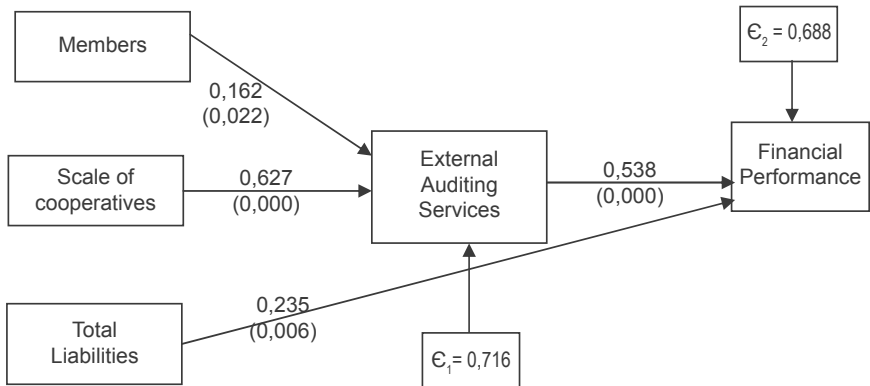 Members
Є2 = 0,688
0,162
(0,022)
External
Auditing
Services
Financial
Performance
Scale of
cooperatives
0,627
(0,000)
0,538
(0,000)
0,235
(0,006)
Total
Liabilities
Є1= 0,716